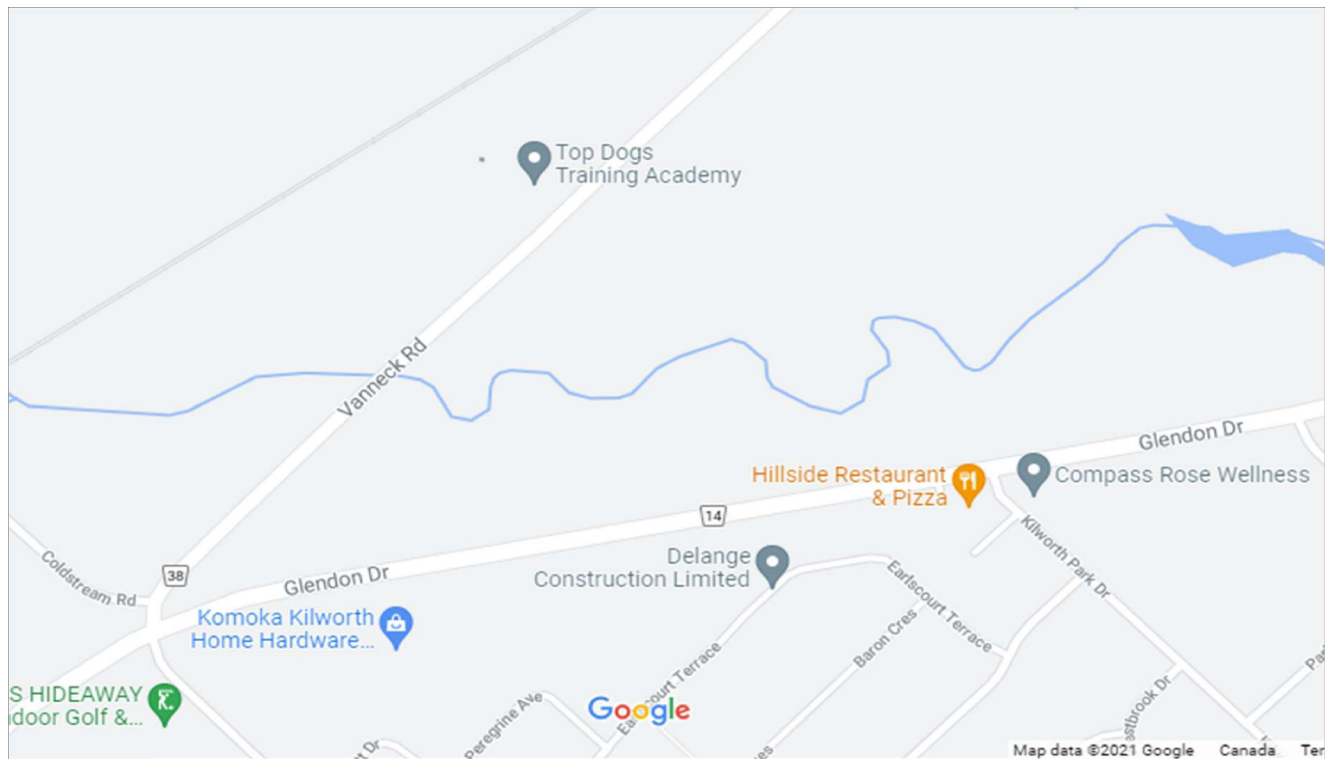 Top Dogs
Training Academy
Vanneck Rd
Glendon Dr
Hillside Restaurant
& Pizza
Compass Rose Wellness
14
Kilworth Park Dr
Delange
Construction Limited
Coldstream Rd
38
Glendon Dr
Earlscourt Terrace
Komoka Kilworth
Home Hardware...
Baron Cres
Earlscourt Terrace
S HIDEAWAY
door Golf &...
Peregrine Ave
Google
Map data ©2021 Google Canada Ter